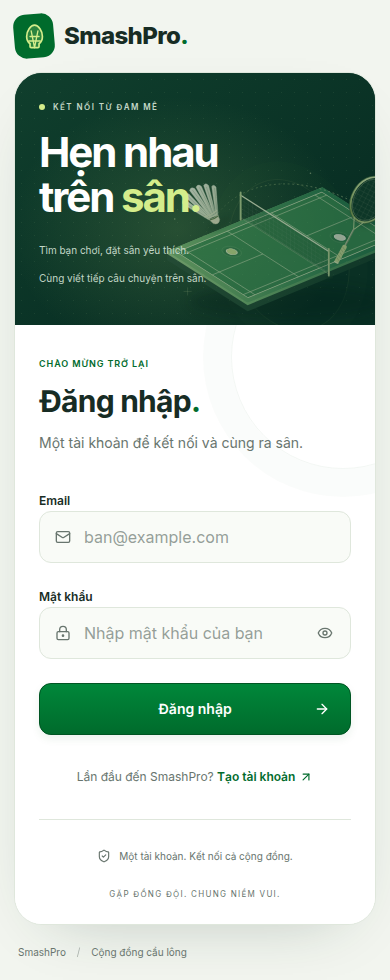 SmashPro.
KẾT NỐI TỪ ĐAM MÊ
Hẹn nhau
trên sân.
Tìm bạn chơi, đặt sân yêu thích.
Cùng viết tiếp câu chuyện trên sân.
CHÀO MỪNG TRỞ LẠI
Đăng nhập.
Một tài khoản để kết nối và cùng ra sân.
Email
ban@example.com
Mật khẩu
Nhập mật khẩu của bạn
Đăng nhập
Lần đầu đến SmashPro? Tạo tài khoản
Một tài khoản. Kết nối cả cộng đồng.
GẶP ĐỒNG ĐỘI. CHUNG NIỀM VUI.
SmashPro / Cộng đồng cầu lông